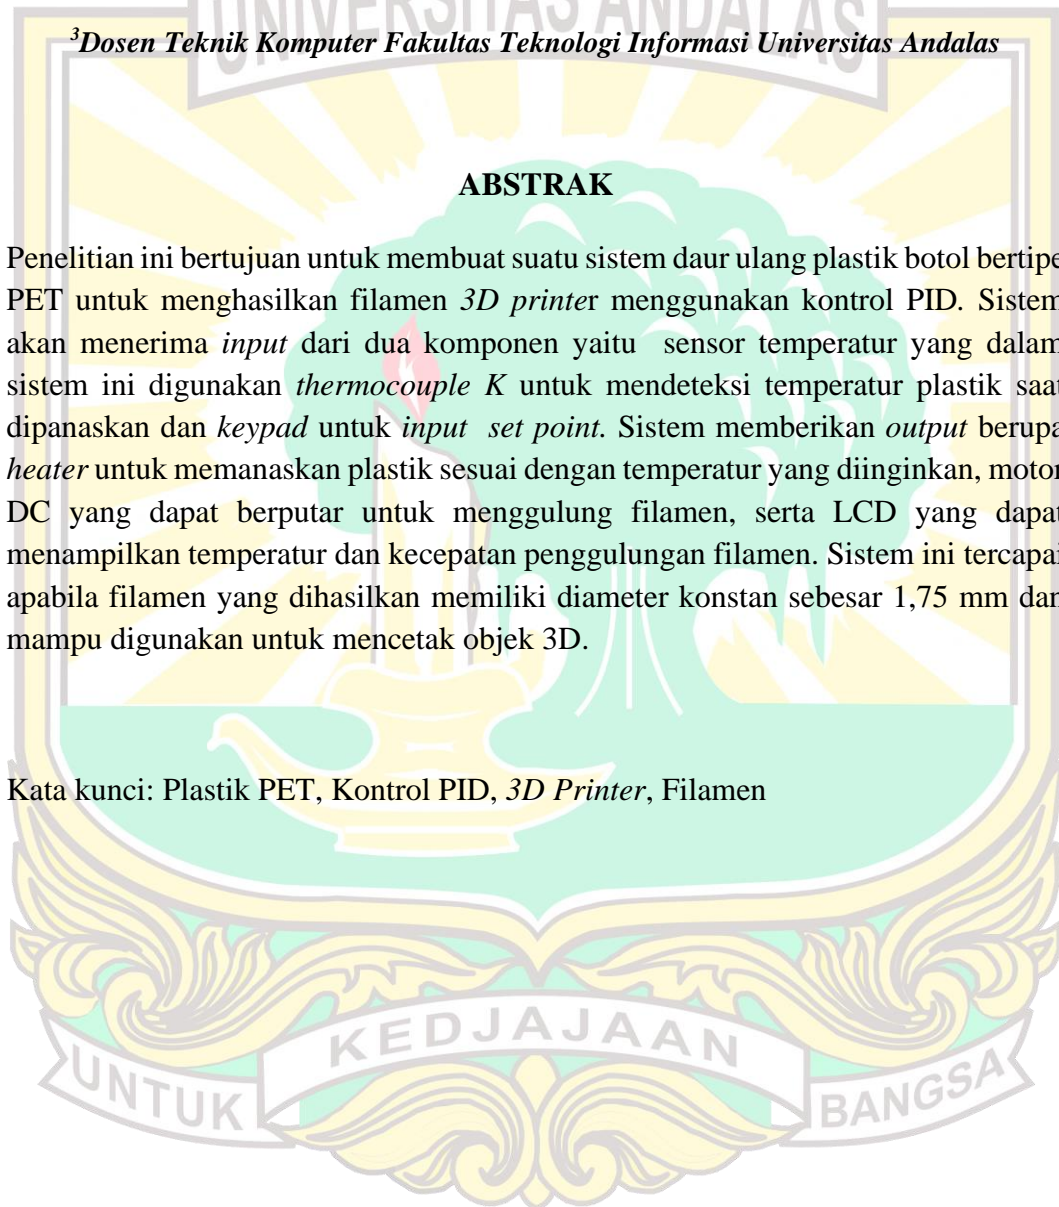 UNIVERSITAS ANDALAS
³Dosen Teknik Komputer Fakultas Teknologi Informasi Universitas Andalas
ABSTRAK
Penelitian ini bertujuan untuk membuat suatu sistem daur ulang plastik botol bertipe
PET untuk menghasilkan filamen 3D printer menggunakan kontrol PID. Sistem
akan menerima input dari dua komponen yaitu sensor temperatur yang dalam
sistem ini digunakan thermocouple K untuk mendeteksi temperatur plastik saat
dipanaskan dan keypad untuk input set point. Sistem memberikan output berupa
heater untuk memanaskan plastik sesuai dengan temperatur yang diinginkan, motor
DC yang dapat berputar untuk menggulung filamen, serta LCD yang dapat
menampilkan temperatur dan kecepatan penggulungan filamen. Sistem ini tercapai
apabila filamen yang dihasilkan memiliki diameter konstan sebesar 1,75 mm dan
mampu digunakan untuk mencetak objek 3D.
Kata kunci: Plastik PET, Kontrol PID, 3D Printer, Filamen
UNTUK KEDJAJAAN BANGSA